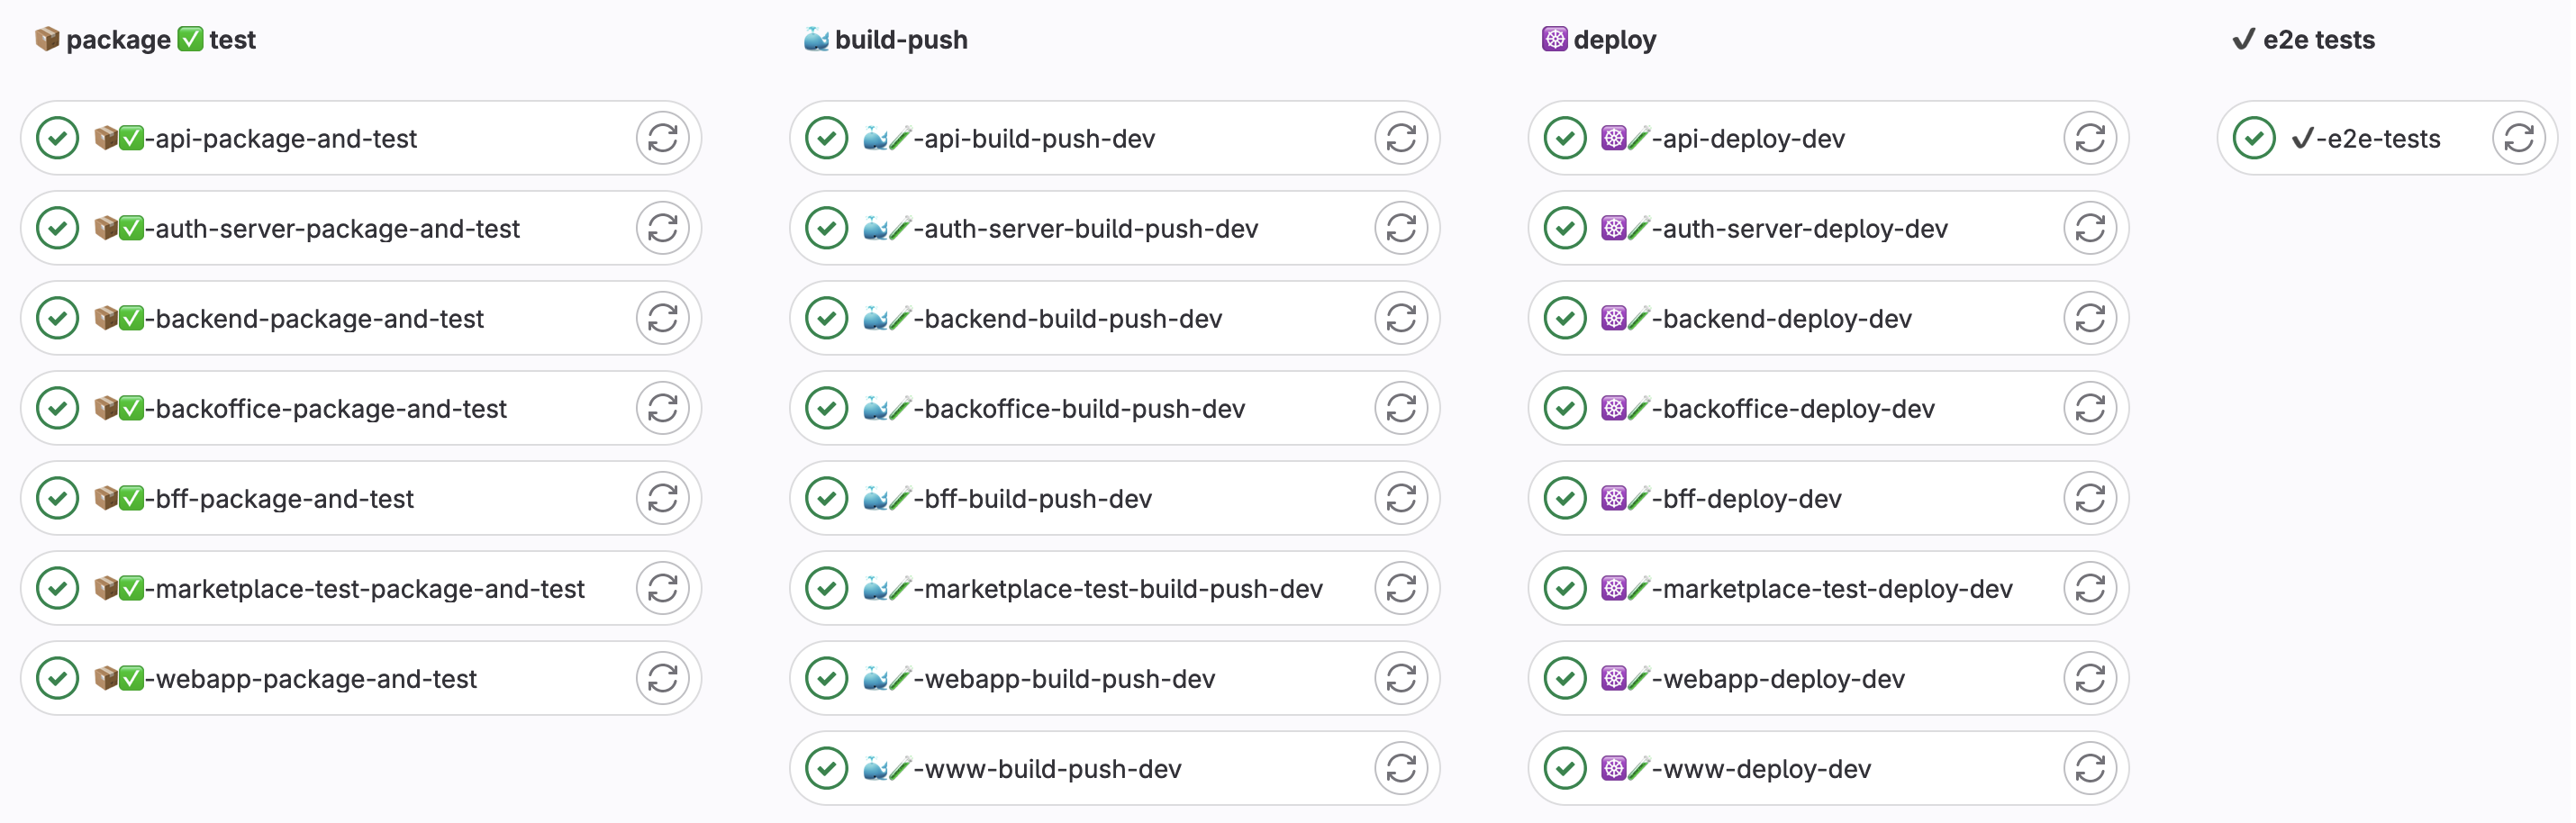 📦 package ✅ test
📦✅-api-package-and-test
📦✅-auth-server-package-and-test
📦✅-backend-package-and-test
📦✅-backoffice-package-and-test
📦✅-bff-package-and-test
📦✅-marketplace-test-package-and-test
📦✅-webapp-package-and-test
🐳 build-push
🐳🧪-api-build-push-dev
🐳🧪-auth-server-build-push-dev
🐳🧪-backend-build-push-dev
🐳🧪-backoffice-build-push-dev
🐳🧪-bff-build-push-dev
🐳🧪-marketplace-test-build-push-dev
🐳🧪-webapp-build-push-dev
🐳🧪-www-build-push-dev
☸️ deploy
☸️🧪-api-deploy-dev
☸️🧪-auth-server-deploy-dev
☸️🧪-backend-deploy-dev
☸️🧪-backoffice-deploy-dev
☸️🧪-bff-deploy-dev
☸️🧪-marketplace-test-deploy-dev
☸️🧪-webapp-deploy-dev
☸️🧪-www-deploy-dev
✔️ e2e tests
✔️-e2e-tests